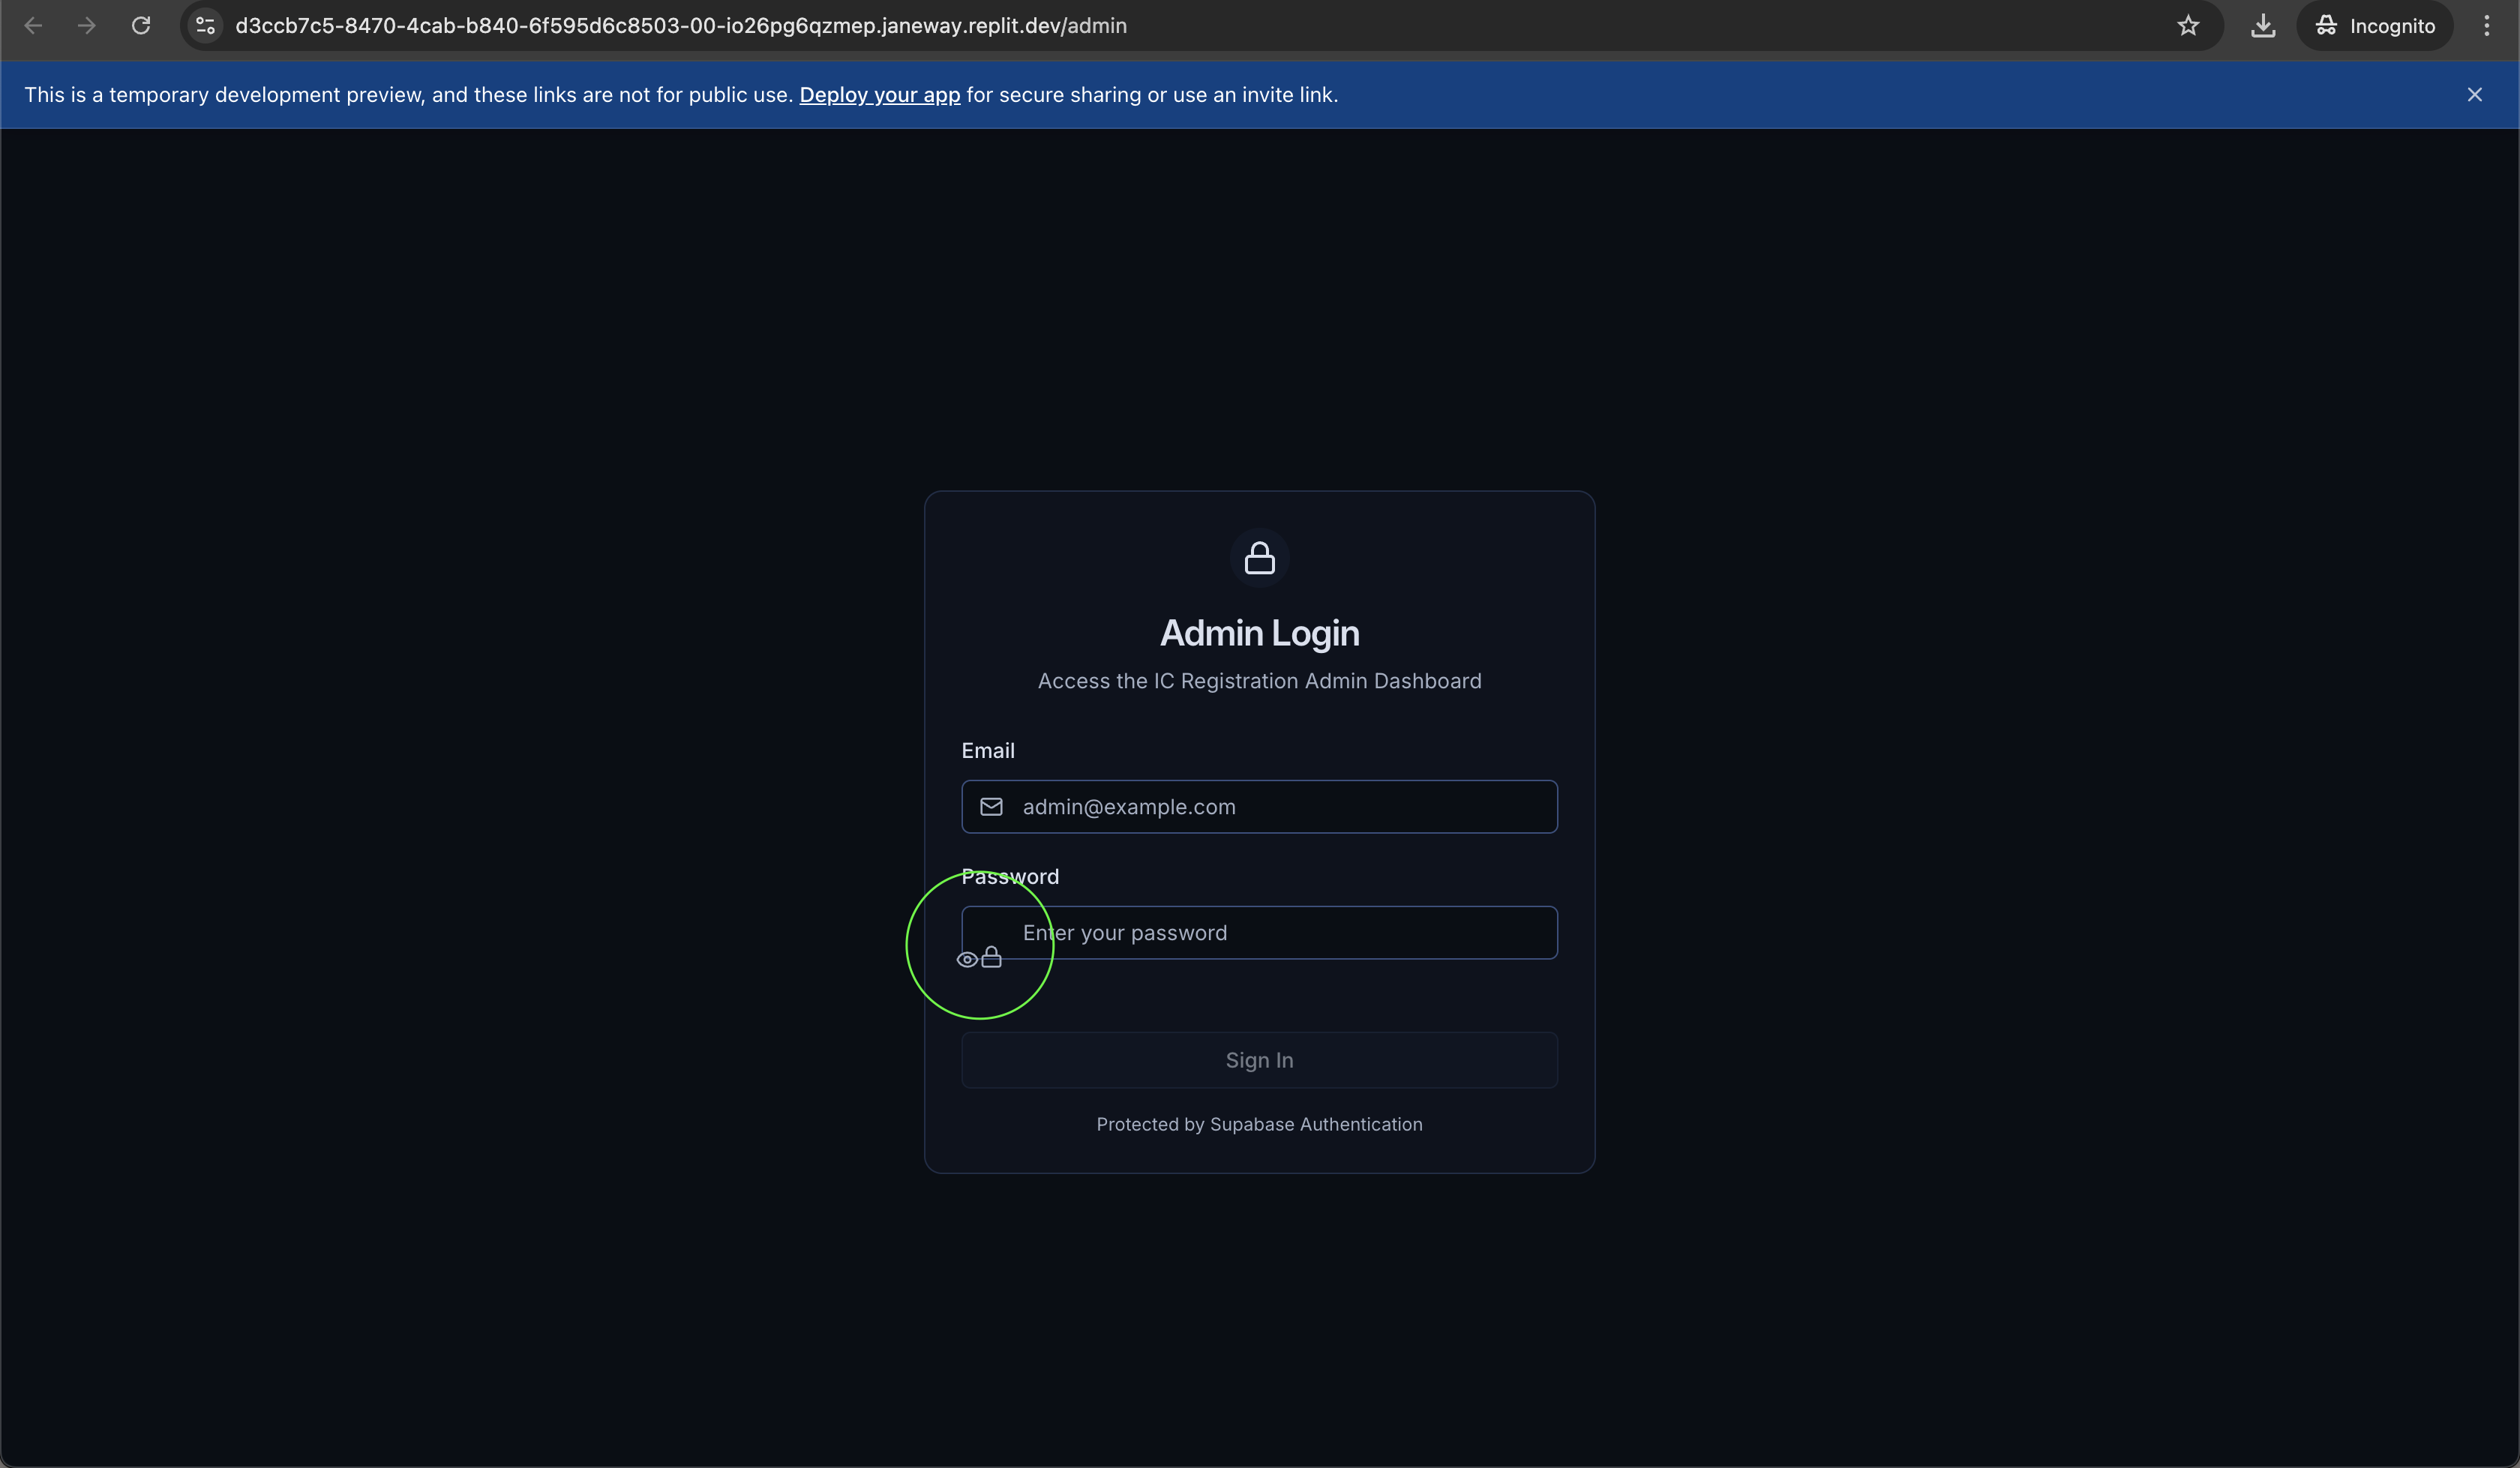 d3ccb7c5-8470-4cab-b840-6f595d6c8503-00-io26pg6qzmep.janeway.replit.dev/admin
Incognito
This is a temporary development preview, and these links are not for public use. Deploy your app for secure sharing or use an invite link.
Admin Login
Access the IC Registration Admin Dashboard
Email
admin@example.com
Password
Enter your password
Sign In
Protected by Supabase Authentication